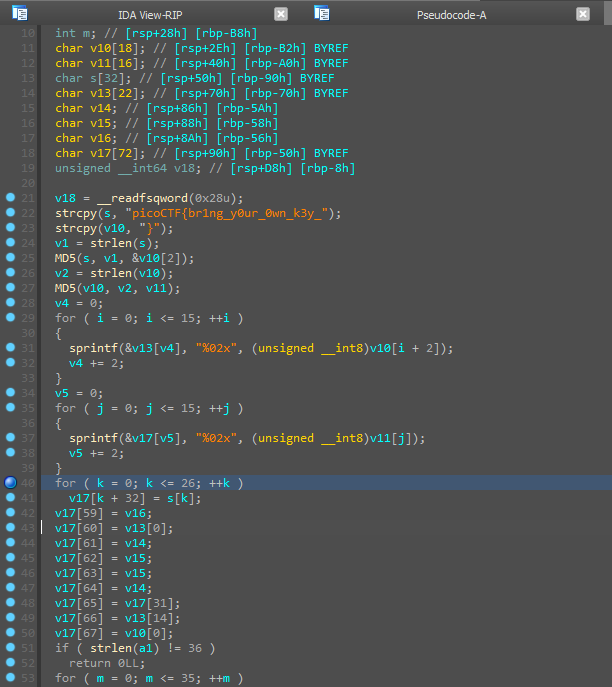 IDA View-RIP Pseudocode-A
10 int m; // [rsp+28h] [rbp-B8h]
11 char v10[18]; // [rsp+2Eh] [rbp-B2h] BYREF
12 char v11[16]; // [rsp+40h] [rbp-A0h] BYREF
13 char s[32]; // [rsp+50h] [rbp-90h] BYREF
14 char v13[22]; // [rsp+70h] [rbp-70h] BYREF
15 char v14; // [rsp+86h] [rbp-5Ah]
16 char v15; // [rsp+88h] [rbp-58h]
17 char v16; // [rsp+8Ah] [rbp-56h]
18 char v17[72]; // [rsp+90h] [rbp-50h] BYREF
19 unsigned __int64 v18; // [rsp+D8h] [rbp-8h]
20
21 v18 = __readfsqword(0x28u);
22 strcpy(s, "picoCTF{br1ng_y0ur_0wn_k3y_");
23 strcpy(v10, "}");
24 v1 = strlen(s);
25 MD5(s, v1, &v10[2]);
26 v2 = strlen(v10);
27 MD5(v10, v2, v11);
28 v4 = 0;
29 for ( i = 0; i <= 15; ++i )
30 {
31 sprintf(&v13[v4], "%02x", (unsigned __int8)v10[i + 2]);
32 v4 += 2;
33 }
34 v5 = 0;
35 for ( j = 0; j <= 15; ++j )
36 {
37 sprintf(&v17[v5], "%02x", (unsigned __int8)v11[j]);
38 v5 += 2;
39 }
40 for ( k = 0; k <= 26; ++k )
41 v17[k + 32] = s[k];
42 v17[59] = v16;
43 v17[60] = v13[0];
44 v17[61] = v14;
45 v17[62] = v15;
46 v17[63] = v15;
47 v17[64] = v14;
48 v17[65] = v17[31];
49 v17[66] = v13[14];
50 v17[67] = v10[0];
51 if ( strlen(a1) != 36 )
52 return 0LL;
53 for ( m = 0; m <= 35; ++m )